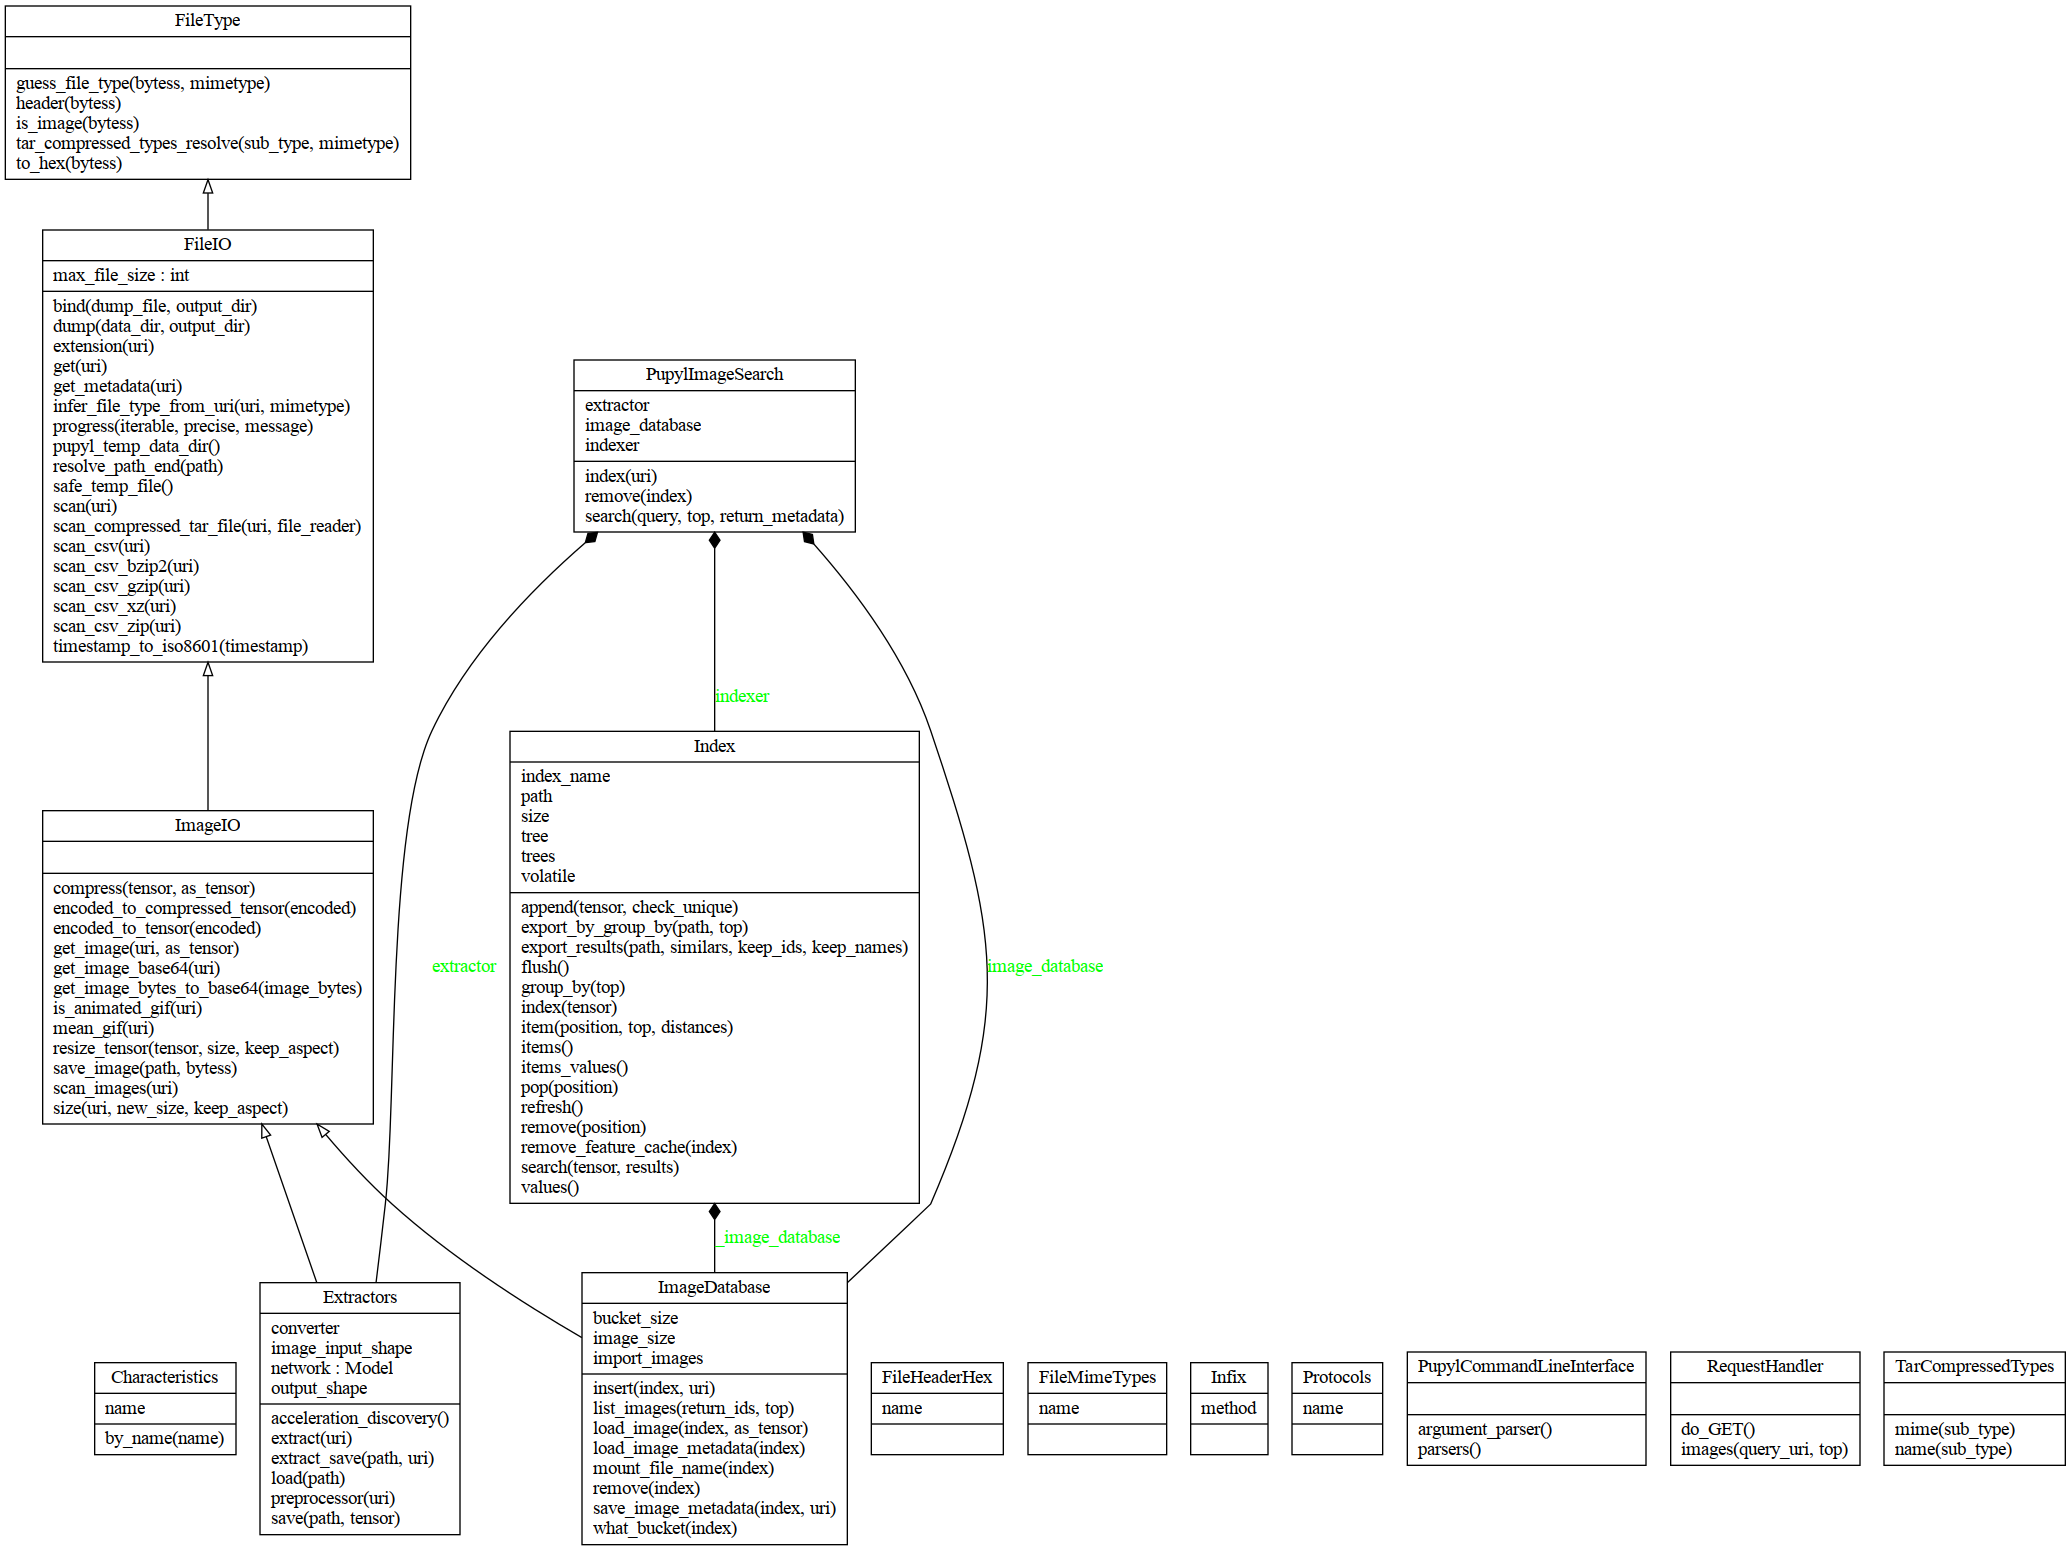 FileType
guess_file_type(bytess, mimetype)
header(bytess)
is_image(bytess)
tar_compressed_types_resolve(sub_type, mimetype)
to_hex(bytess)
FileIO
max_file_size : int
bind(dump_file, output_dir)
dump(data_dir, output_dir)
extension(uri)
get(uri)
get_metadata(uri)
infer_file_type_from_uri(uri, mimetype)
progress(iterable, precise, message)
pupyl_temp_data_dir()
resolve_path_end(path)
safe_temp_file()
scan(uri)
scan_compressed_tar_file(uri, file_reader)
scan_csv(uri)
scan_csv_bzip2(uri)
scan_csv_gzip(uri)
scan_csv_xz(uri)
scan_csv_zip(uri)
timestamp_to_iso8601(timestamp)
PupylImageSearch
extractor
image_database
indexer
index(uri)
remove(index)
search(query, top, return_metadata)
indexer
Index
index_name
path
size
tree
trees
volatile
append(tensor, check_unique)
export_by_group_by(path, top)
export_results(path, similars, keep_ids, keep_names)
flush()
group_by(top)
index(tensor)
item(position, top, distances)
items()
items_values()
pop(position)
refresh()
remove(position)
remove_feature_cache(index)
search(tensor, results)
values()
ImageIO
compress(tensor, as_tensor)
encoded_to_compressed_tensor(encoded)
encoded_to_tensor(encoded)
get_image(uri, as_tensor)
get_image_base64(uri)
get_image_bytes_to_base64(image_bytes)
is_animated_gif(uri)
mean_gif(uri)
resize_tensor(tensor, size, keep_aspect)
save_image(path, bytess)
scan_images(uri)
size(uri, new_size, keep_aspect)
extractor
image_database
_image_database
Characteristics
name
by_name(name)
Extractors
converter
image_input_shape
network : Model
output_shape
acceleration_discovery()
extract(uri)
extract_save(path, uri)
load(path)
preprocessor(uri)
save(path, tensor)
ImageDatabase
bucket_size
image_size
import_images
insert(index, uri)
list_images(return_ids, top)
load_image(index, as_tensor)
load_image_metadata(index)
mount_file_name(index)
remove(index)
save_image_metadata(index, uri)
what_bucket(index)
FileHeaderHex
name
FileMimeTypes
name
Infix
method
Protocols
name
PupylCommandLineInterface
argument_parser()
parsers()
RequestHandler
do_GET()
images(query_uri, top)
TarCompressedTypes
mime(sub_type)
name(sub_type)